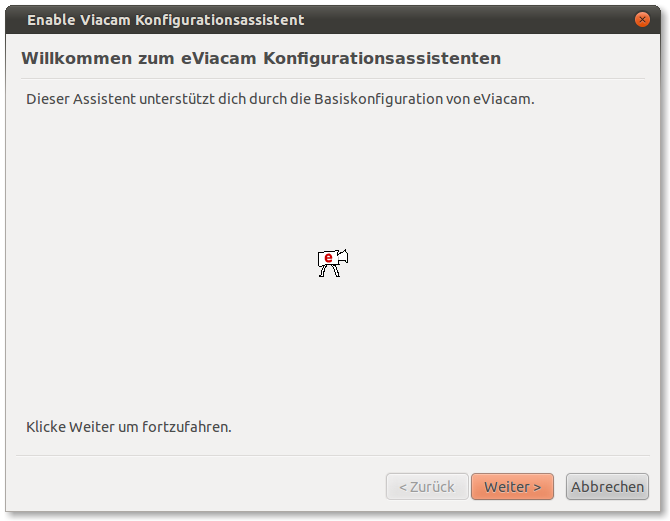 Enable Viacam Konfigurationsassistent
Willkommen zum eViacam Konfigurationsassistenten
Dieser Assistent unterstützt dich durch die Basiskonfiguration von eViacam.
e
Klicke Weiter um fortzufahren.
< Zurück Weiter > Abbrechen